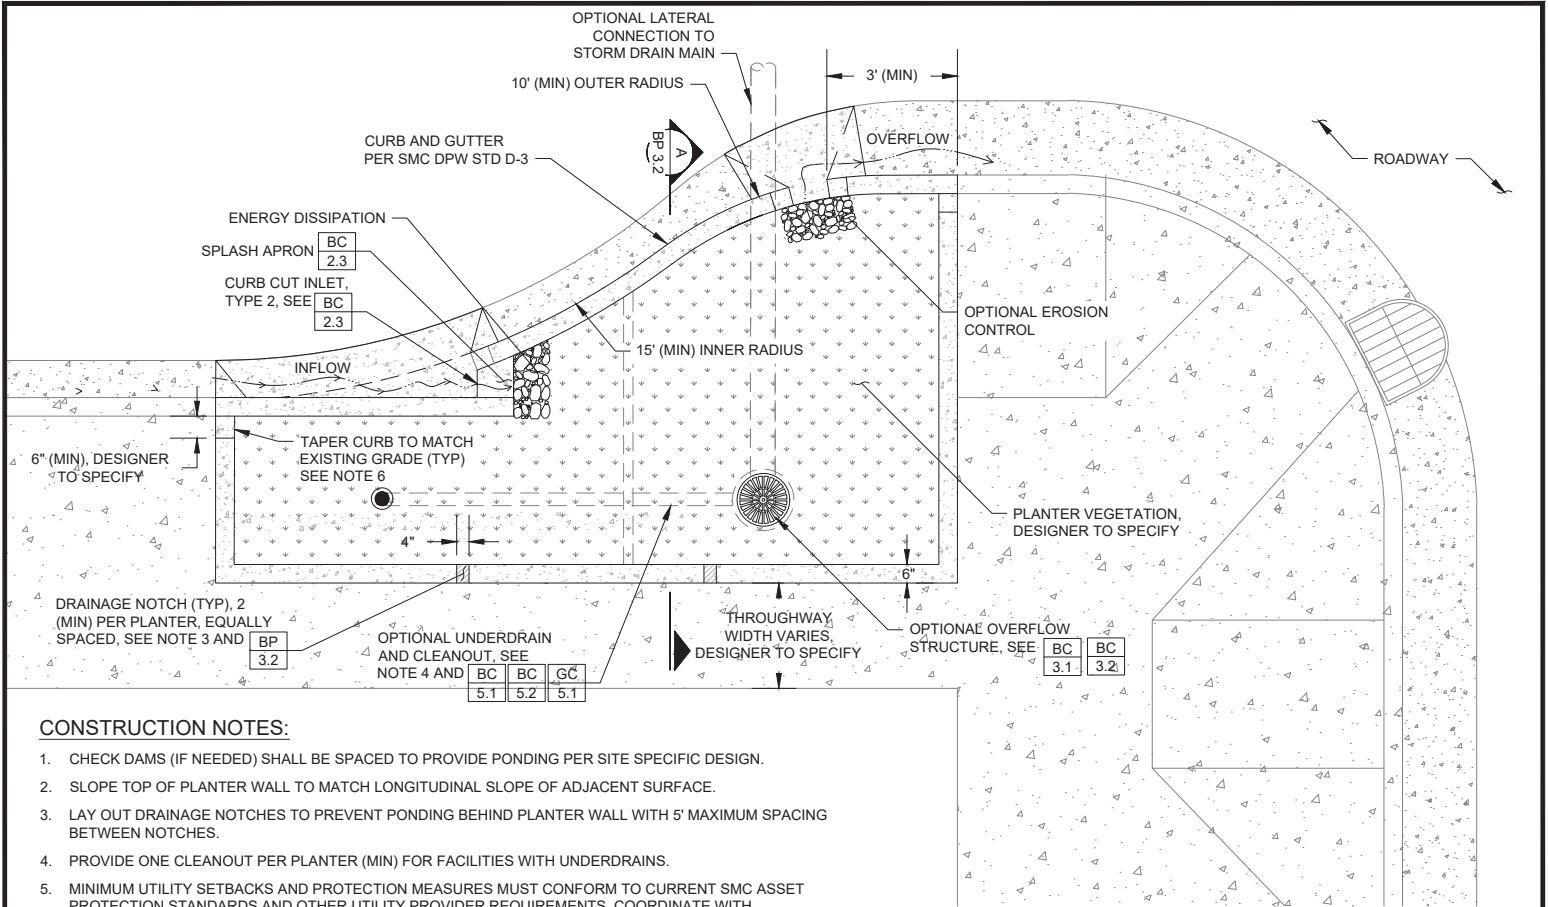 OPTIONAL LATERAL
CONNECTION TO
STORM DRAIN MAIN
10' (MIN) OUTER RADIUS
3' (MIN)
CURB AND GUTTER
PER SMC DPW STD D-3
A
BP 3.2
OVERFLOW
ROADWAY
ENERGY DISSIPATION
SPLASH APRON
BC
2.3
CURB CUT INLET,
TYPE 2, SEE
BC
2.3
OPTIONAL EROSION
CONTROL
15' (MIN) INNER RADIUS
INFLOW
TAPER CURB TO MATCH
EXISTING GRADE (TYP)
SEE NOTE 6
6" (MIN), DESIGNER
TO SPECIFY
PLANTER VEGETATION,
DESIGNER TO SPECIFY
4"
6"
DRAINAGE NOTCH (TYP), 2
(MIN) PER PLANTER, EQUALLY
SPACED, SEE NOTE 3 AND
BP
3.2
OPTIONAL UNDERDRAIN
AND CLEANOUT, SEE
NOTE 4 AND
BC BC GC
5.1 5.2 5.1
THROUGHWAY
WIDTH VARIES,
DESIGNER TO SPECIFY
OPTIONAL OVERFLOW
STRUCTURE, SEE
BC BC
3.1 3.2
CONSTRUCTION NOTES:
1. CHECK DAMS (IF NEEDED) SHALL BE SPACED TO PROVIDE PONDING PER SITE SPECIFIC DESIGN.
2. SLOPE TOP OF PLANTER WALL TO MATCH LONGITUDINAL SLOPE OF ADJACENT SURFACE.
3. LAY OUT DRAINAGE NOTCHES TO PREVENT PONDING BEHIND PLANTER WALL WITH 5' MAXIMUM SPACING
BETWEEN NOTCHES.
4. PROVIDE ONE CLEANOUT PER PLANTER (MIN) FOR FACILITIES WITH UNDERDRAINS.
5. MINIMUM UTILITY SETBACKS AND PROTECTION MEASURES MUST CONFORM TO CURRENT SMC ASSET
PROTECTION STANDARDS AND OTHER UTILITY PROVIDER REQUIREMENTS. COORDINATE WITH